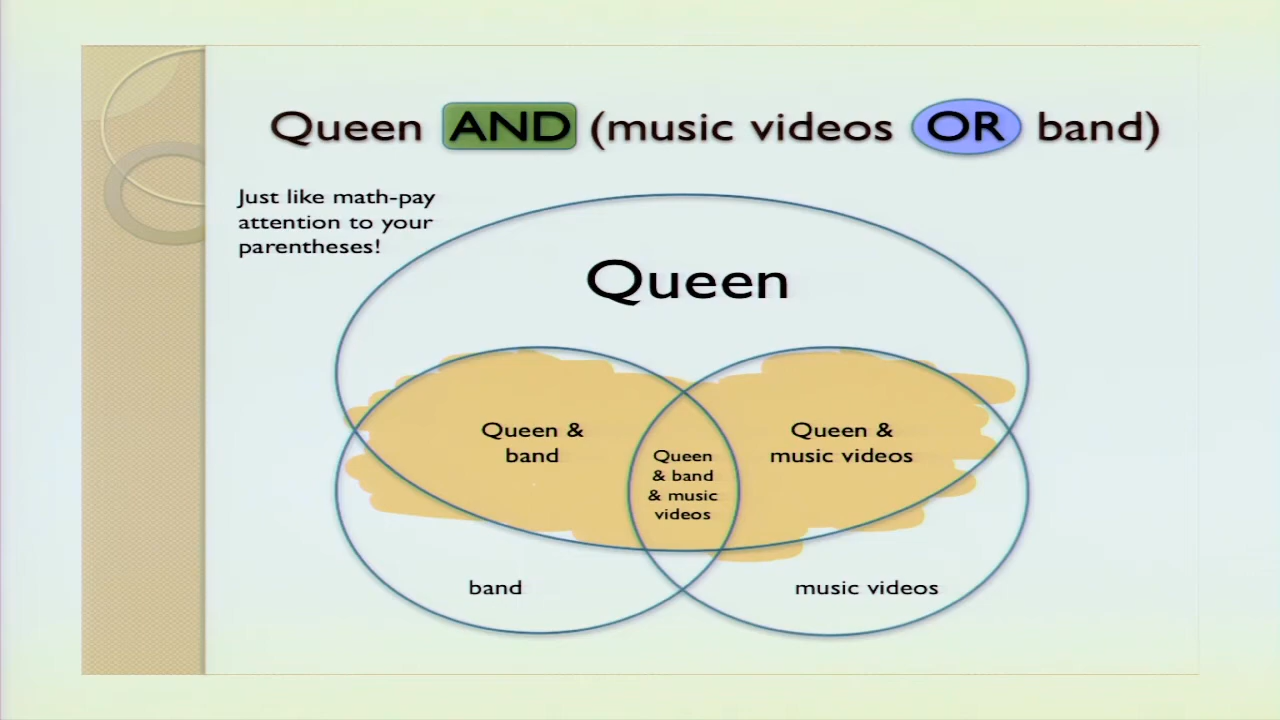 Queen AND (music videos OR band)
Just like math-pay
attention to your
parentheses!
Queen
Queen &
band
Queen
& band
& music
videos
Queen &
music videos
band
music videos